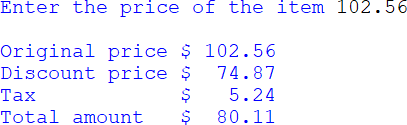 Enter the price of the item 102.56
Original price $ 102.56
Discount price $  74.87
Tax            $   5.24
Total amount   $  80.11